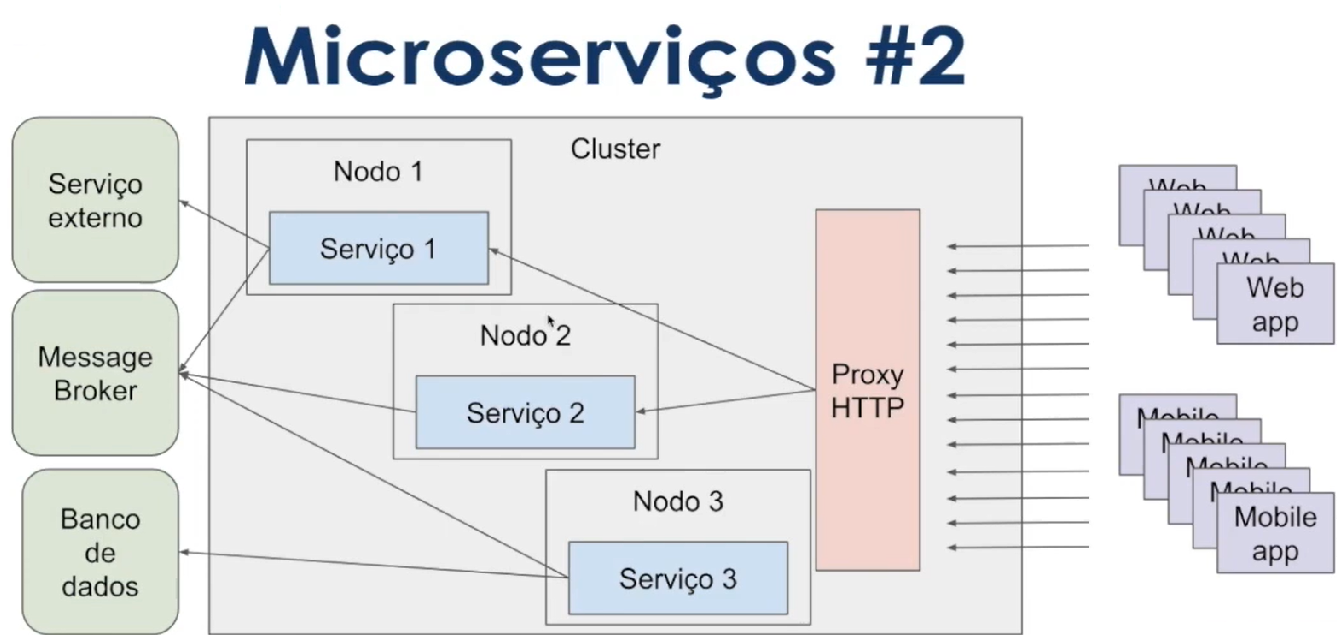 Microserviços #2
Cluster
Serviço
externo
Message
Broker
Banco
de
dados
Nodo 1
Serviço 1
Nodo 2
Serviço 2
Nodo 3
Serviço 3
Proxy
HTTP
Web
Web
Web
Web
Web
app
Mobile
Mobile
Mobile
Mobile
Mobile
app